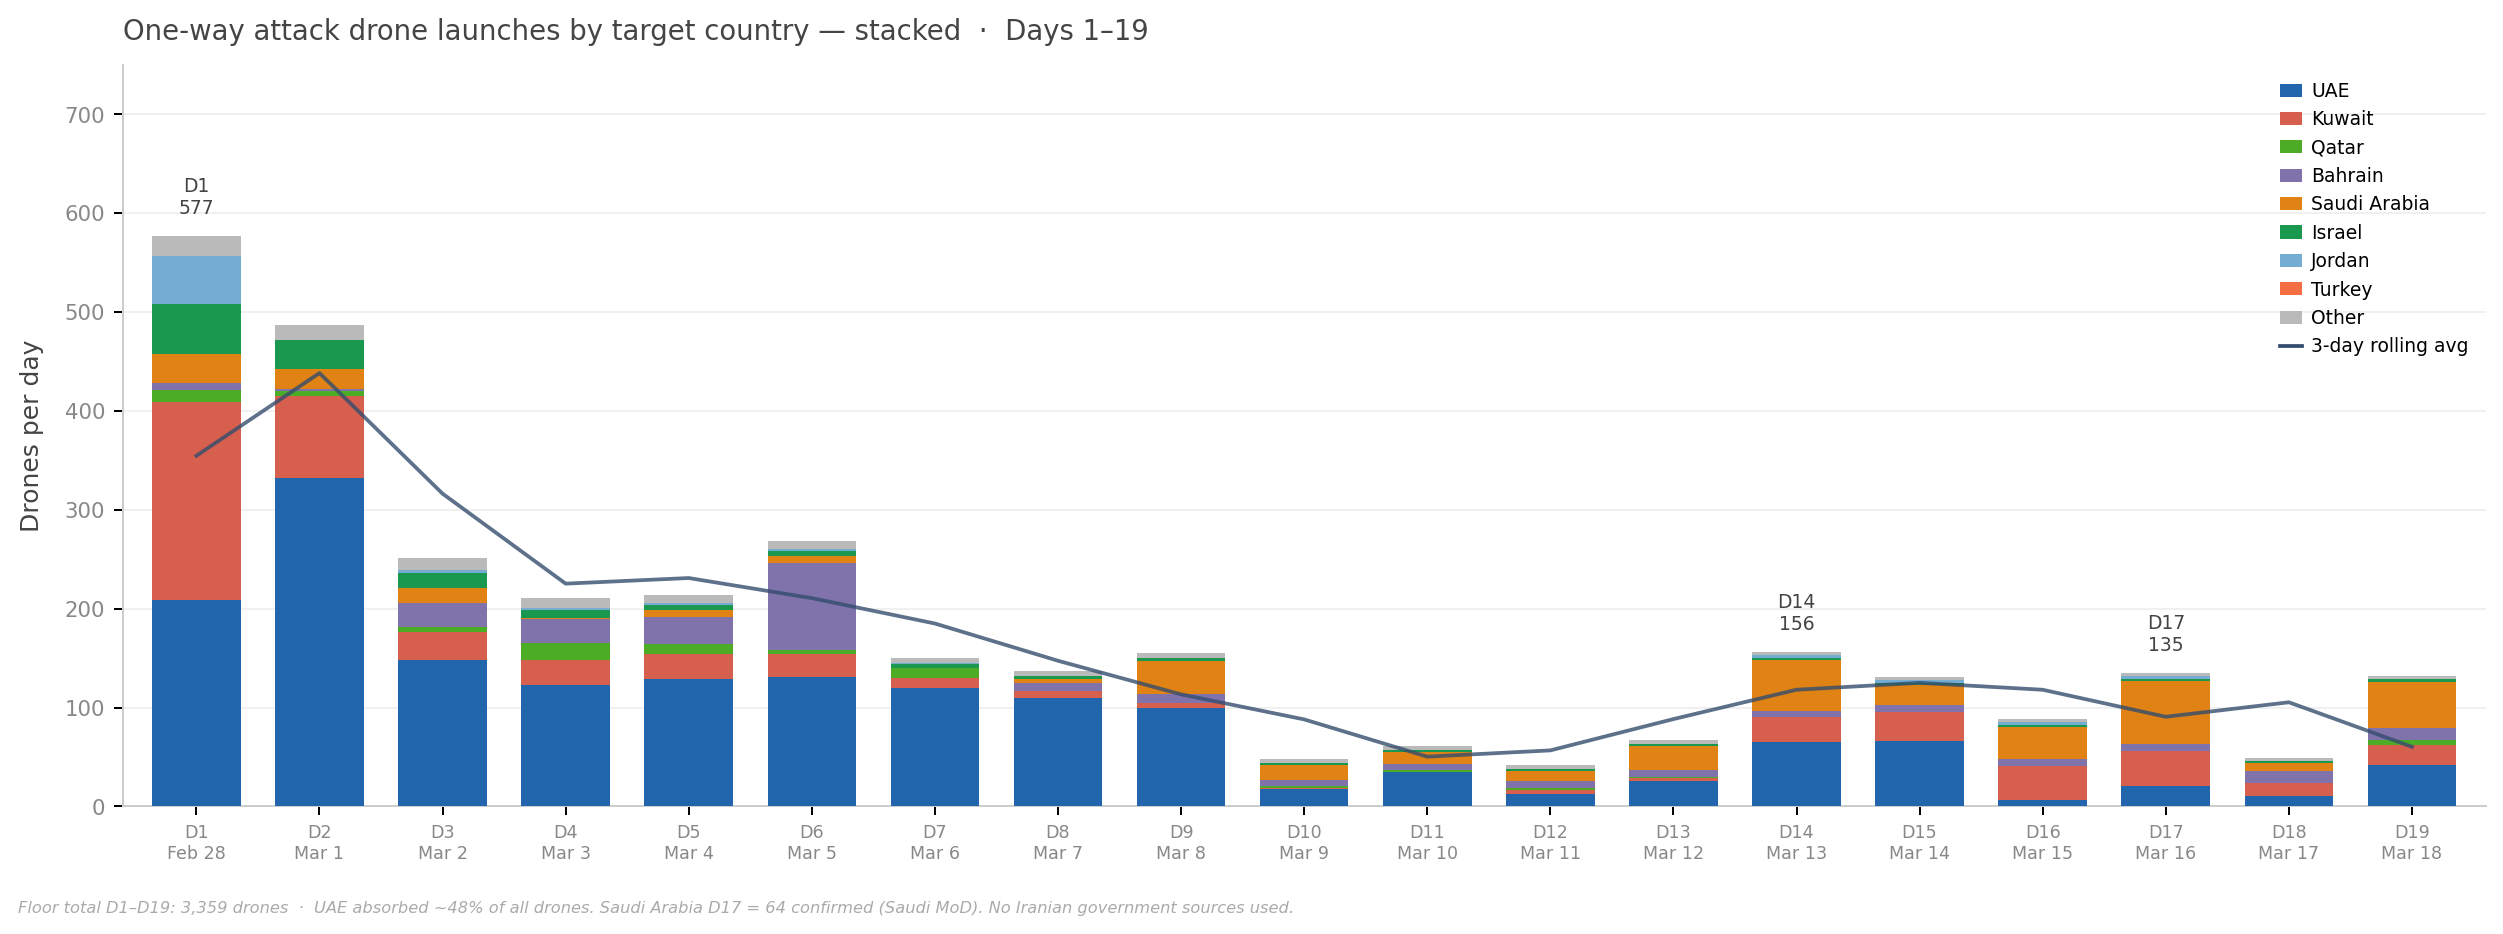 One-way attack drone launches by target country — stacked · Days 1–19
Drones per day
700
600
500
400
300
200
100
0
D1
577
D14
156
D17
135
UAE
Kuwait
Qatar
Bahrain
Saudi Arabia
Israel
Jordan
Turkey
Other
3-day rolling avg
D1 D2 D3 D4 D5 D6 D7 D8 D9 D10 D11 D12 D13 D14 D15 D16 D17 D18 D19
Feb 28 Mar 1 Mar 2 Mar 3 Mar 4 Mar 5 Mar 6 Mar 7 Mar 8 Mar 9 Mar 10 Mar 11 Mar 12 Mar 13 Mar 14 Mar 15 Mar 16 Mar 17 Mar 18
Floor total D1–D19: 3,359 drones · UAE absorbed ~48% of all drones. Saudi Arabia D17 = 64 confirmed (Saudi MoD). No Iranian government sources used.